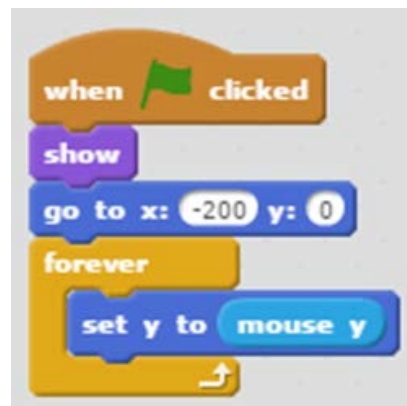 when clicked
show
go to x: -200 y: 0
forever
set y to mouse y